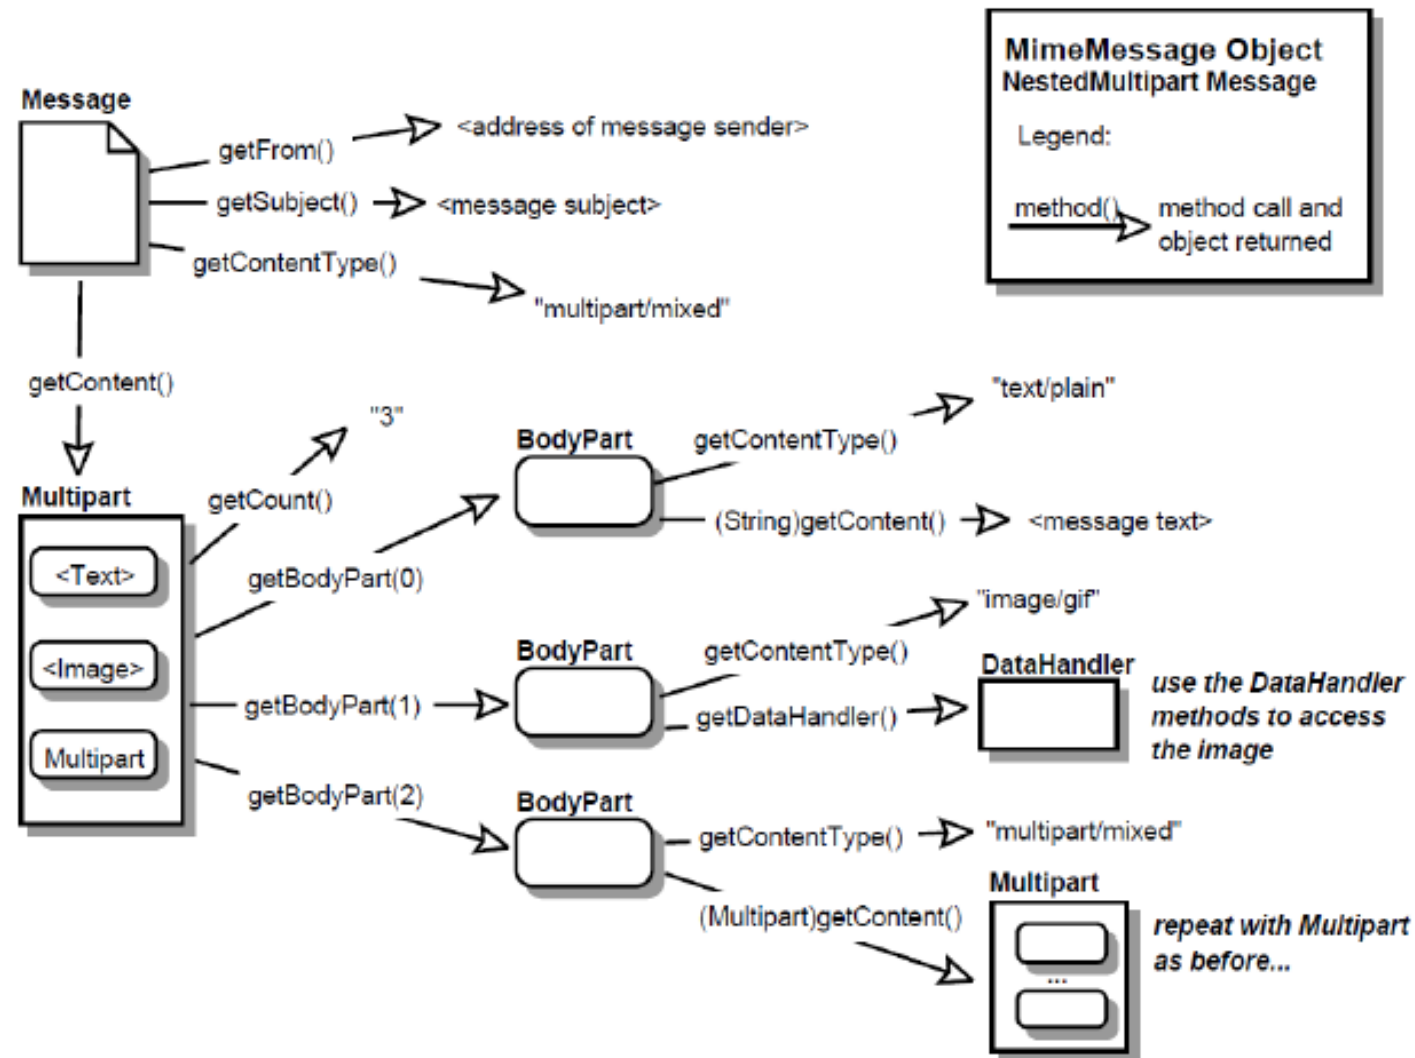 MimeMessage Object
NestedMultipart Message
Legend:
method()
method call and
object returned
Message
getFrom()
<address of message sender>
getSubject()
<message subject>
getContentType()
"multipart/mixed"
getContent()
Multipart
<Text>
<Image>
Multipart
getCount()
"3"
getBodyPart(0)
BodyPart
getContentType()
"text/plain"
(String)getContent()
<message text>
getBodyPart(1)
BodyPart
getContentType()
"image/gif"
getDataHandler()
DataHandler
use the DataHandler
methods to access
the image
getBodyPart(2)
BodyPart
getContentType()
"multipart/mixed"
(Multipart)getContent()
Multipart
...
repeat with Multipart
as before...